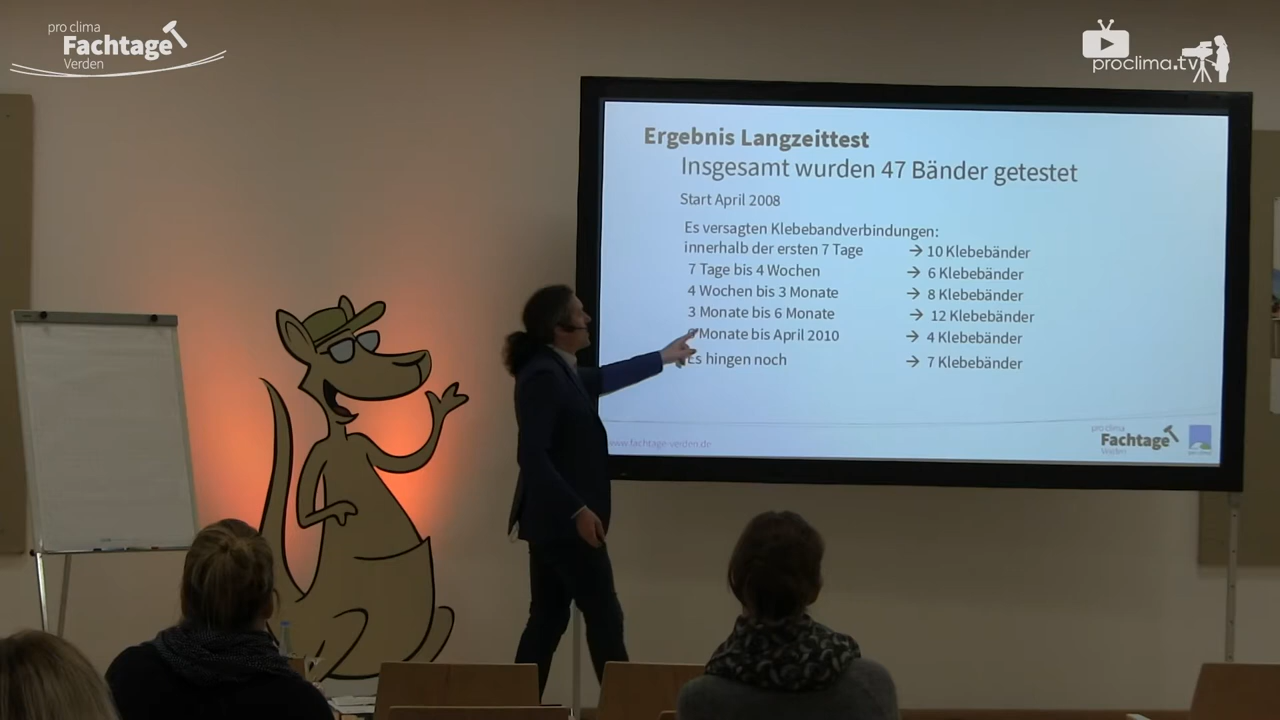 pro clima
Fachtage
Verden
proclima.tv
Ergebnis Langzeittest
Insgesamt wurden 47 Bänder getestet
Start April 2008
Es versagten Klebebandverbindungen:
innerhalb der ersten 7 Tage → 10 Klebebänder
7 Tage bis 4 Wochen → 6 Klebebänder
4 Wochen bis 3 Monate → 8 Klebebänder
3 Monate bis 6 Monate → 12 Klebebänder
Monate bis April 2010 → 4 Klebebänder
Es hingen noch → 7 Klebebänder
www.fachtage-verden.de
pro clima
Fachtage
Verden